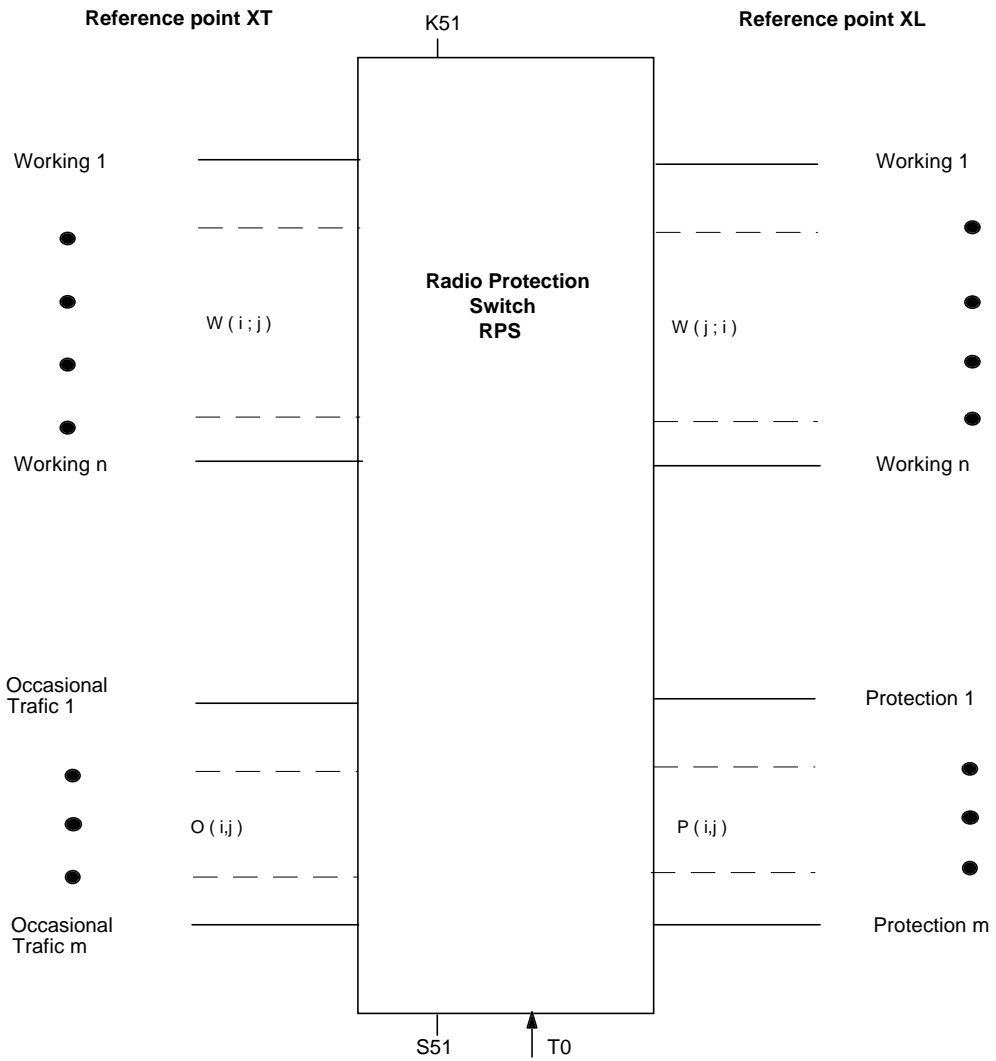 Reference point XT
K51
Reference point XL
Working 1
Working 1
Radio Protection
Switch
RPS
W ( i ; j )
W ( j ; i )
Working n
Working n
Occasional
Trafic 1
Protection 1
O ( i,j )
P ( i,j )
Occasional
Trafic m
Protection m
S51
T0